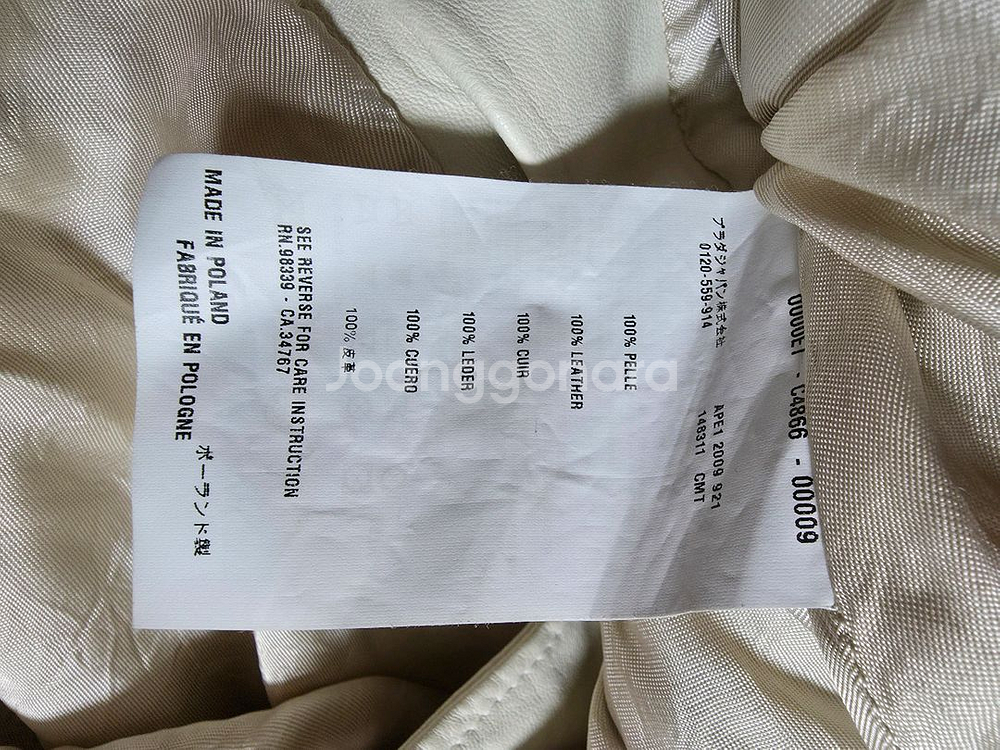 - C4866 - 00009
プラダジャパン株式会社 APE1 2009 921
0120-559-914 148311 CMT
100% PELLE
100% LEATHER
100% CUIR
100% LEDER
100% CUERO
100% 皮革
SEE REVERSE FOR CARE INSTRUCTION
RN.98339 - CA.34767
MADE IN POLAND
FABRIQUÉ EN POLOGNE
ポーランド製
Joonggonara